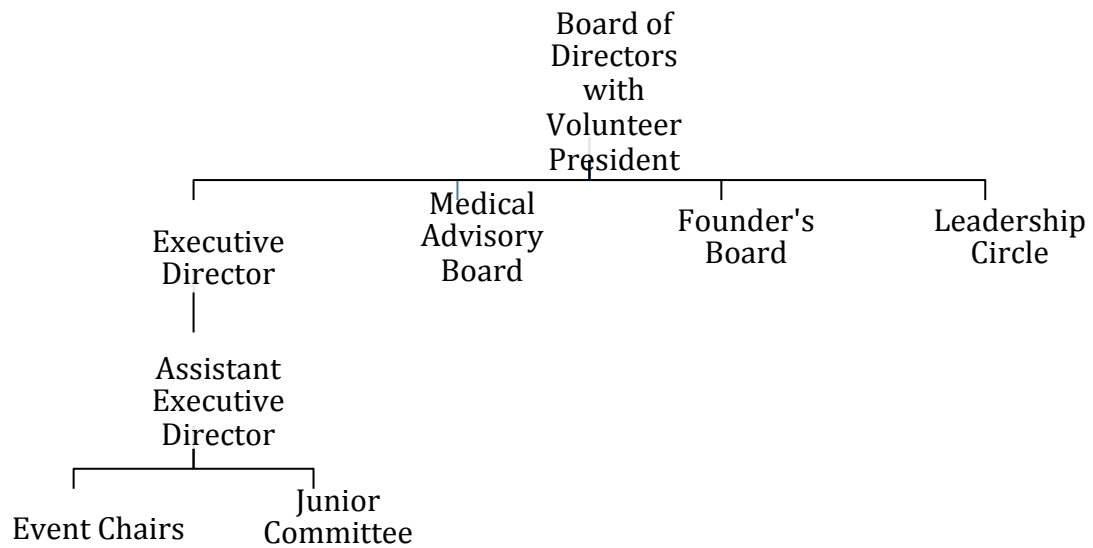 Board of
Directors
with
Volunteer
President
Executive
Director
Medical
Advisory
Board
Founder's
Board
Leadership
Circle
Assistant
Executive
Director
Event Chairs
Junior
Committee